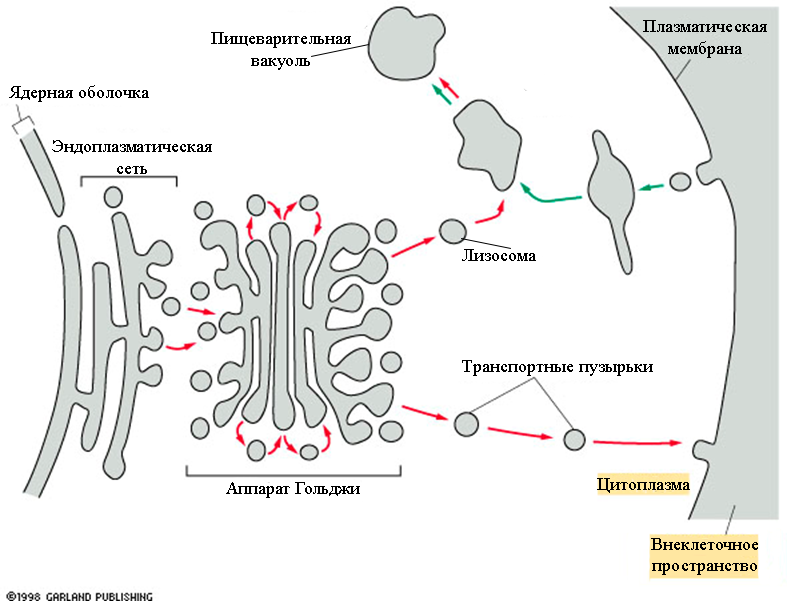 Пищеварительная
вакуоль
Плазматическая
мембрана
Ядерная оболочка
Эндоплазматическая
сеть
Лизосома
Транспортные пузырьки
Аппарат Гольджи
Цитоплазма
Внеклеточное
пространство
©1998 GARLAND PUBLISHING